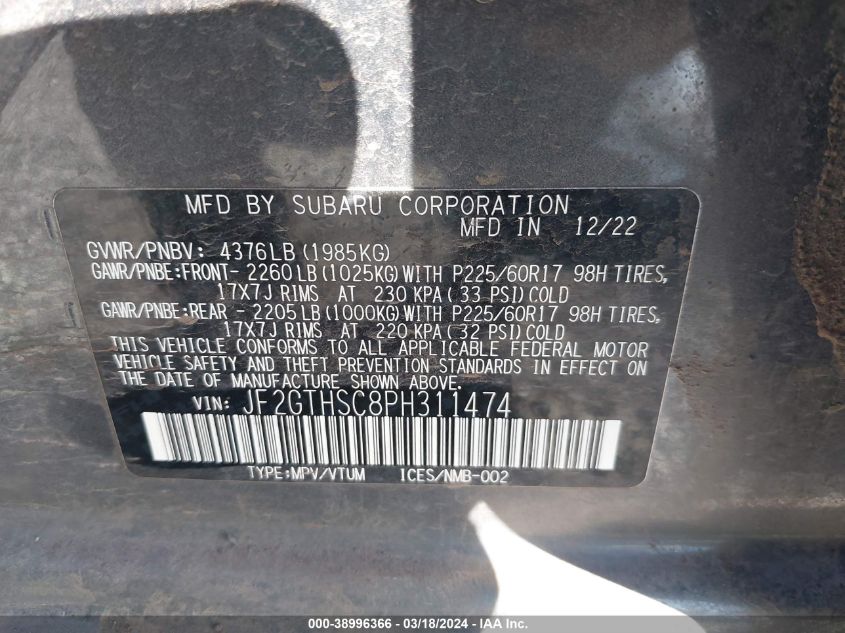 MFD BY SUBARU CORPORATION
MFD IN 12/22
GVWR/PNBV: 4376LB (1985KG)
GAWR/PNBE:FRONT- 2260LB (1025KG) WITH P225/60R17 98H TIRES,
17X7J RIMS AT 230 KPA( 33 PSI) COLD
GAWR/PNBE:REAR - 2205LB (1000KG) WITH P225/60R17 98H TIRES,
17X7J RIMS AT 220 KPA( 32 PSI) COLD
THIS VEHICLE CONFORMS TO ALL APPLICABLE FEDERAL MOTOR
VEHICLE SAFETY AND THEFT PREVENTION STANDARDS IN EFFECT ON
THE DATE OF MANUFACTURE SHOWN ABOVE.
VIN: JF2GTHSC8PH311474
TYPE:MPV/VTUM ICES/NMB-002
000-38996366 - 03/18/2024 - IAA Inc.